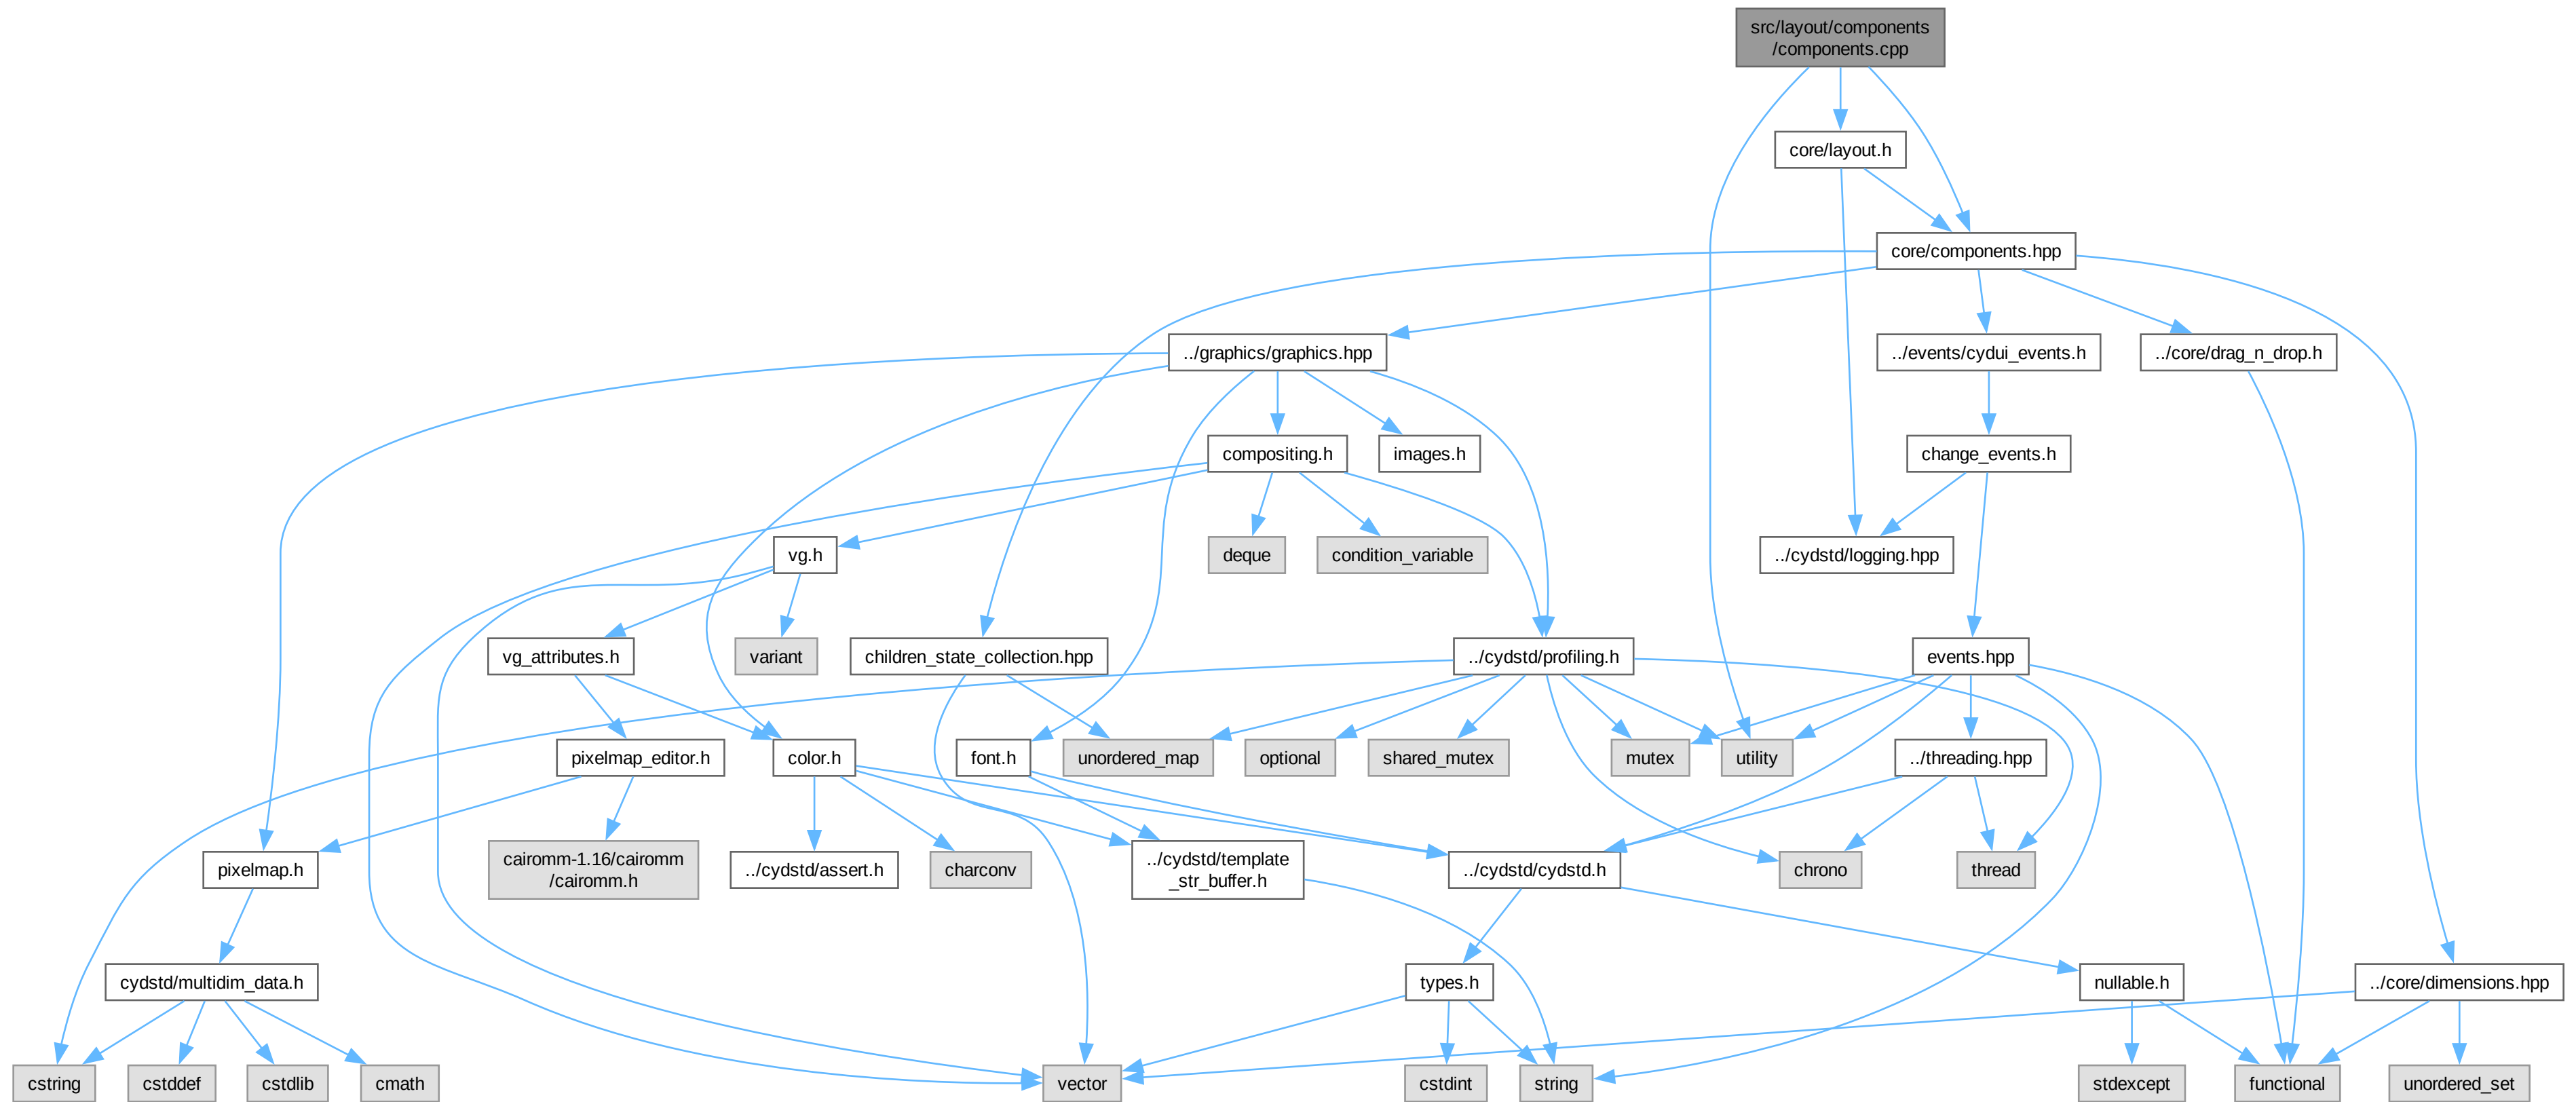 src/layout/components
/components.cpp
core/layout.h
core/components.hpp
../graphics/graphics.hpp
../events/cydui_events.h
../core/drag_n_drop.h
compositing.h
images.h
change_events.h
vg.h
deque
condition_variable
../cydstd/logging.hpp
vg_attributes.h
variant
children_state_collection.hpp
../cydstd/profiling.h
events.hpp
pixelmap_editor.h
color.h
font.h
unordered_map
optional
shared_mutex
mutex
utility
../threading.hpp
pixelmap.h
cairomm-1.16/cairomm
/cairomm.h
../cydstd/assert.h
charconv
../cydstd/template
_str_buffer.h
../cydstd/cydstd.h
chrono
thread
cydstd/multidim_data.h
types.h
nullable.h
../core/dimensions.hpp
cstring
cstddef
cstdlib
cmath
vector
cstdint
string
stdexcept
functional
unordered_set